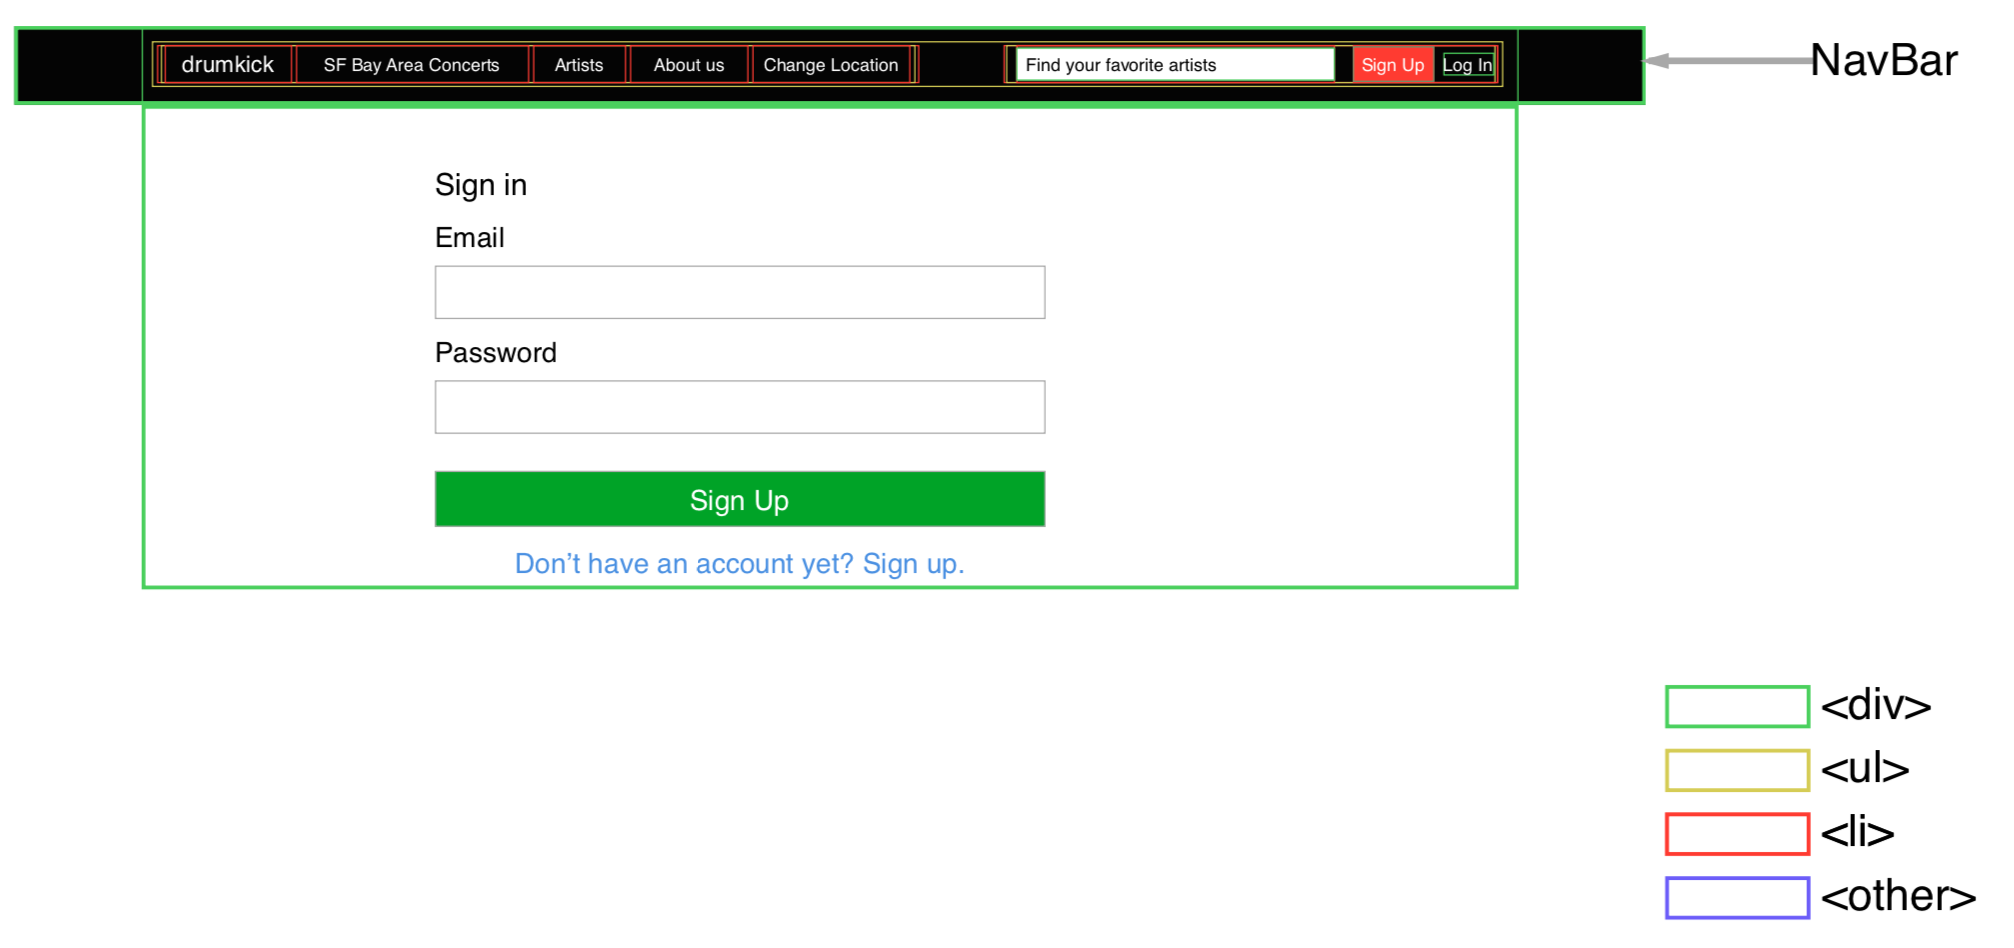 drumkick SF Bay Area Concerts Artists About us Change Location Find your favorite artists Sign Up Log In NavBar
Sign in
Email
Password
Sign Up
Don’t have an account yet? Sign up.
<div>
<ul>
<li>
<other>